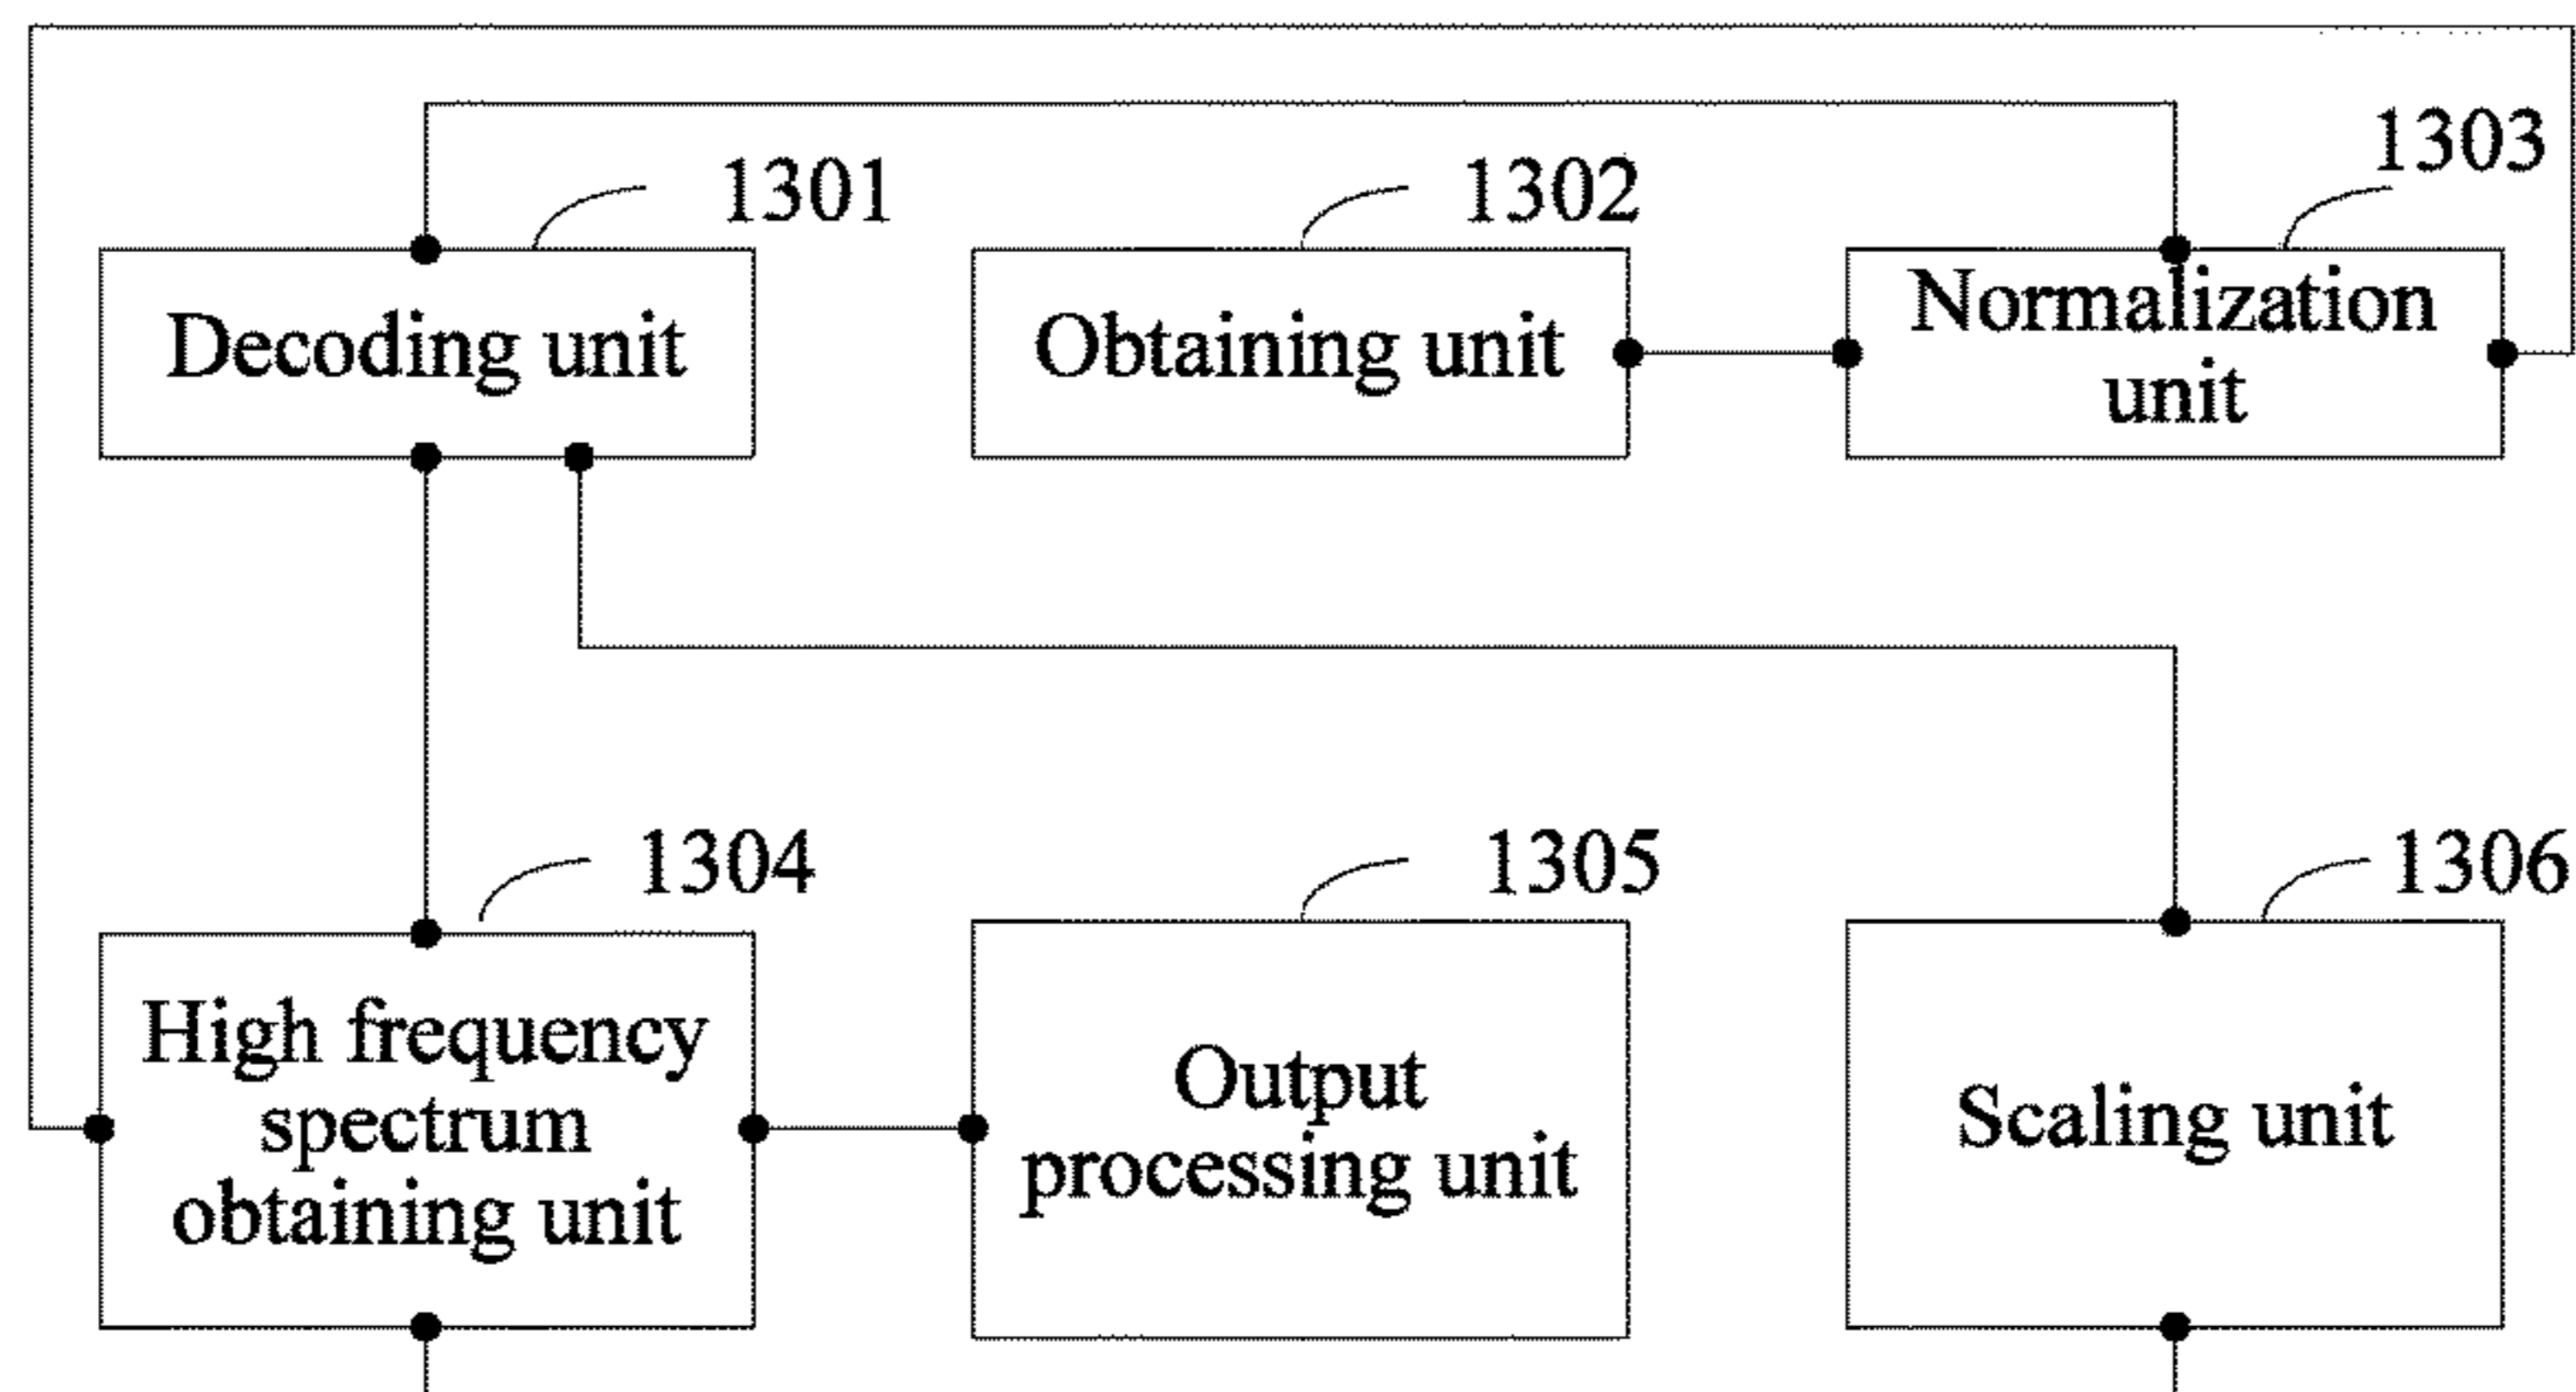 1301
1302
1303
Decoding unit
Obtaining unit
Normalization
unit
1304
1305
1306
High frequency
spectrum
obtaining unit
Output
processing unit
Scaling unit